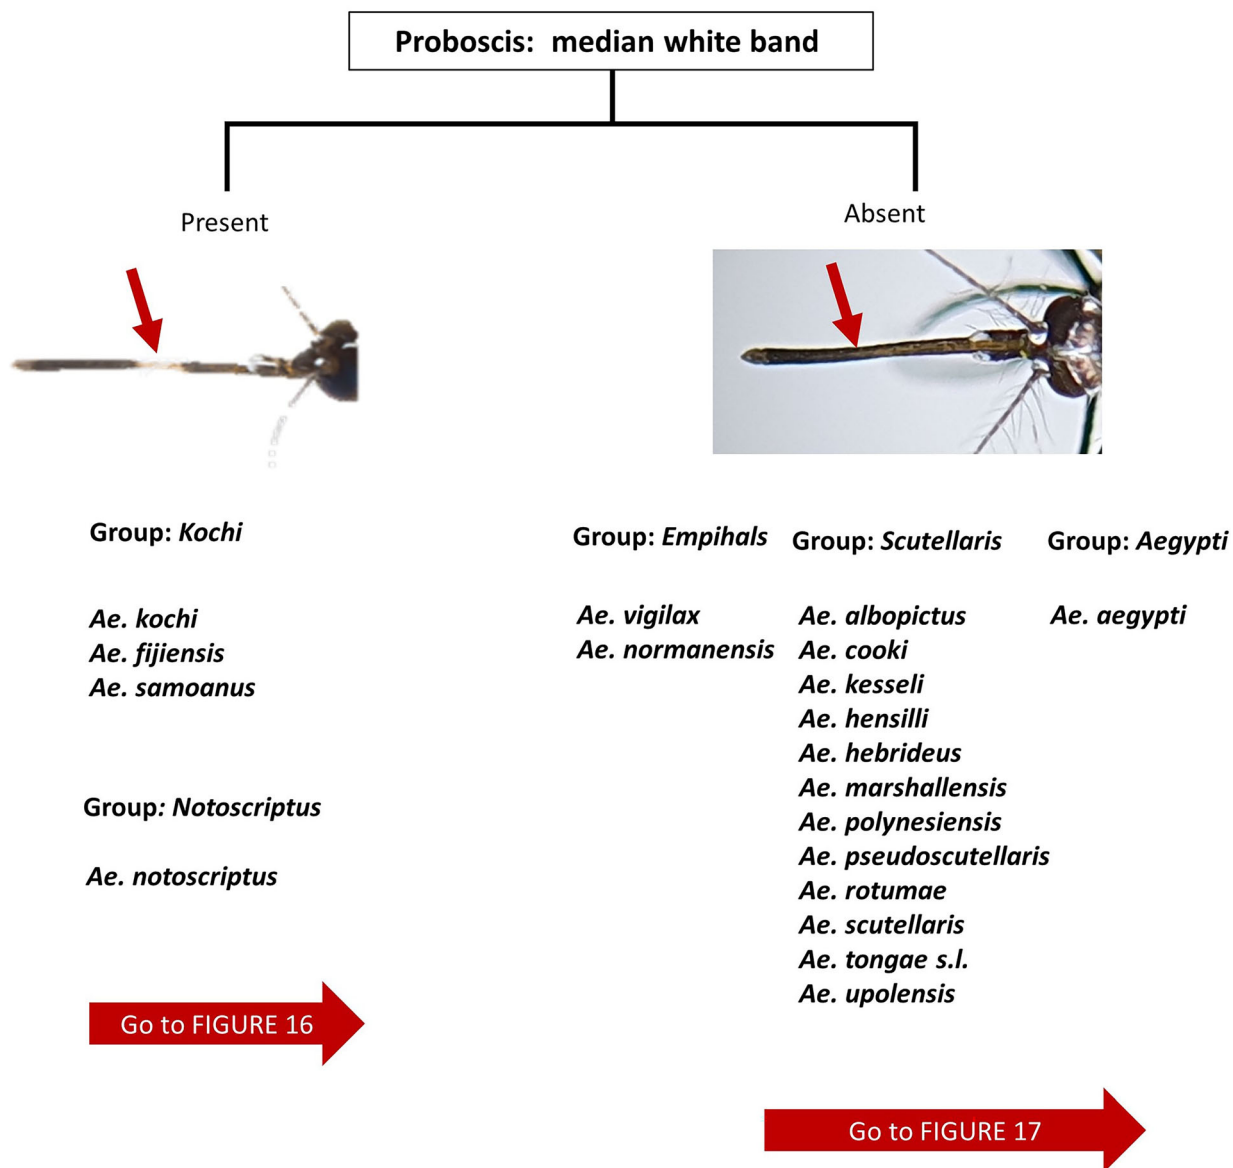 Proboscis: median white band
Present
Absent
Group: Kochi
Ae. kochi
Ae. fijiensis
Ae. samoanus
Group: Notoscriptus
Ae. notoscriptus
Go to FIGURE 16
Group: Empihals
Ae. vigilax
Ae. normanensis
Group: Scutellaris
Ae. albopictus
Ae. cooki
Ae. kesseli
Ae. hensilli
Ae. hebrideus
Ae. marshallensis
Ae. polynesiensis
Ae. pseudoscutellaris
Ae. rotumae
Ae. scutellaris
Ae. tongae s.l.
Ae. upolensis
Group: Aegypti
Ae. aegypti
Go to FIGURE 17